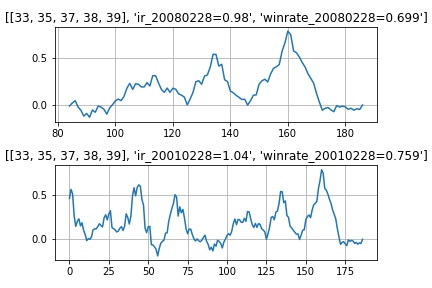 [[33, 35, 37, 38, 39], 'ir_20080228=0.98', 'winrate_20080228=0.699']
0.5
0.0
80 100 120 140 160 180
[[33, 35, 37, 38, 39], 'ir_20010228=1.04', 'winrate_20010228=0.759']
0.5
0.0
0 25 50 75 100 125 150 175